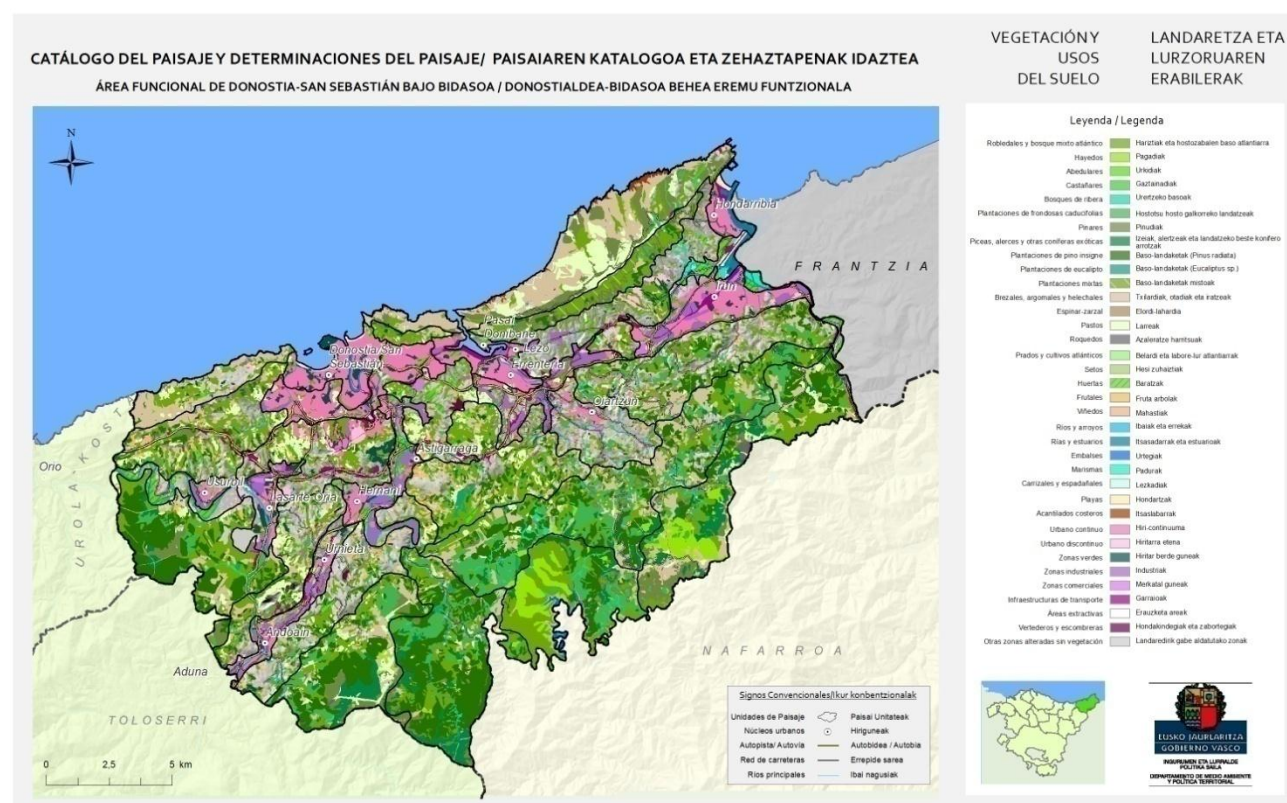 CATÁLOGO DEL PAISAJE Y DETERMINACIONES DEL PAISAJE/ PAISAIAREN KATALOGOA ETA ZEHAZTAPENAK IDAZTEA
ÁREA FUNCIONAL DE DONOSTIA-SAN SEBASTIÁN BAJO BIDASOA / DONOSTIALDEA-BIDASOA BEHEA EREMU FUNTZIONALA
VEGETACIÓN Y
USOS
DEL SUELO
LANDARETZA ETA
LURZORUAREN
ERABILERAK
N
Hondarribia
FRANTZIA
Irún
Pasai
Donibane
Lezo
Errenteria
Donostia/San
Sebastián
Oiartzun
Astigarraga
Orio
UROLA-KOSTA
Usurbil
Lasarte-Oria
Hernani
Urnieta
Andoain
Aduna
NAFARROA
TOLOSERRI
0 2,5 5 km
Signos Convencionales/Ikur konbentzionalak
Unidades de Paisaje Paisai Unitateak
Núcleos urbanos Hiriguneak
Autopista/ Autovía Autobidea / Autobia
Red de carreteras Errepide sarea
Ríos principales Ibai nagusiak
Leyenda / Legenda
Robledales y bosque mixto atlántico Hariztiak eta hostozabalen baso atlantiarra
Hayedos Pagadiak
Abedulares Urkidiak
Castañares Gaztainadiak
Bosques de ribera Urertzeko basoak
Plantaciones de frondosas caducifolias Hostotsu hosto galkorreko landatzeak
Pinares Pinudiak
Piceas, alerces y otras coníferas exóticas Izeiak, alertzeak eta landatzeko beste konifero arrotzak
Plantaciones de pino insigne Baso-landaketak (Pinus radiata)
Plantaciones de eucalipto Baso-landaketak (Eucaliptus sp.)
Plantaciones mixtas Baso-landaketak mistoak
Brezales, argomales y helechales Txilardiak, otadiak eta iratzeak
Espinar-zarzal Elordi-lahardia
Pastos Larreak
Roquedos Azaleratze harritsuak
Prados y cultivos atlánticos Belardi eta labore-lur atlantiarrak
Setos Hesi zuhaiztiak
Huertas Baratzak
Frutales Fruta arbolak
Viñedos Mahastiak
Ríos y arroyos Ibaiak eta errekak
Rías y estuarios Itsasadarrak eta estuarioak
Embalses Urtegiak
Marismas Padurak
Carrizales y espadañales Lezkadiak
Playas Hondartzak
Acantilados costeros Itsaslabarrak
Urbano continuo Hiri-continuuma
Urbano discontinuo Hiritarra etena
Zonas verdes Hiritar berde guneak
Zonas industriales Industriak
Zonas comerciales Merkatal guneak
Infraestructuras de transporte Garraioak
Áreas extractivas Erauzketa areak
Vertederos y escombreras Hondakindegiak eta zabortegiak
Otras zonas alteradas sin vegetación Landaredirik gabe aldatutako zonak
EUSKO JAURLARITZA
GOBIERNO VASCO
INGURUMEN ETA LURRALDE
POLITIKA SAILA
DEPARTAMENTO DE MEDIO AMBIENTE
Y POLÍTICA TERRITORIAL